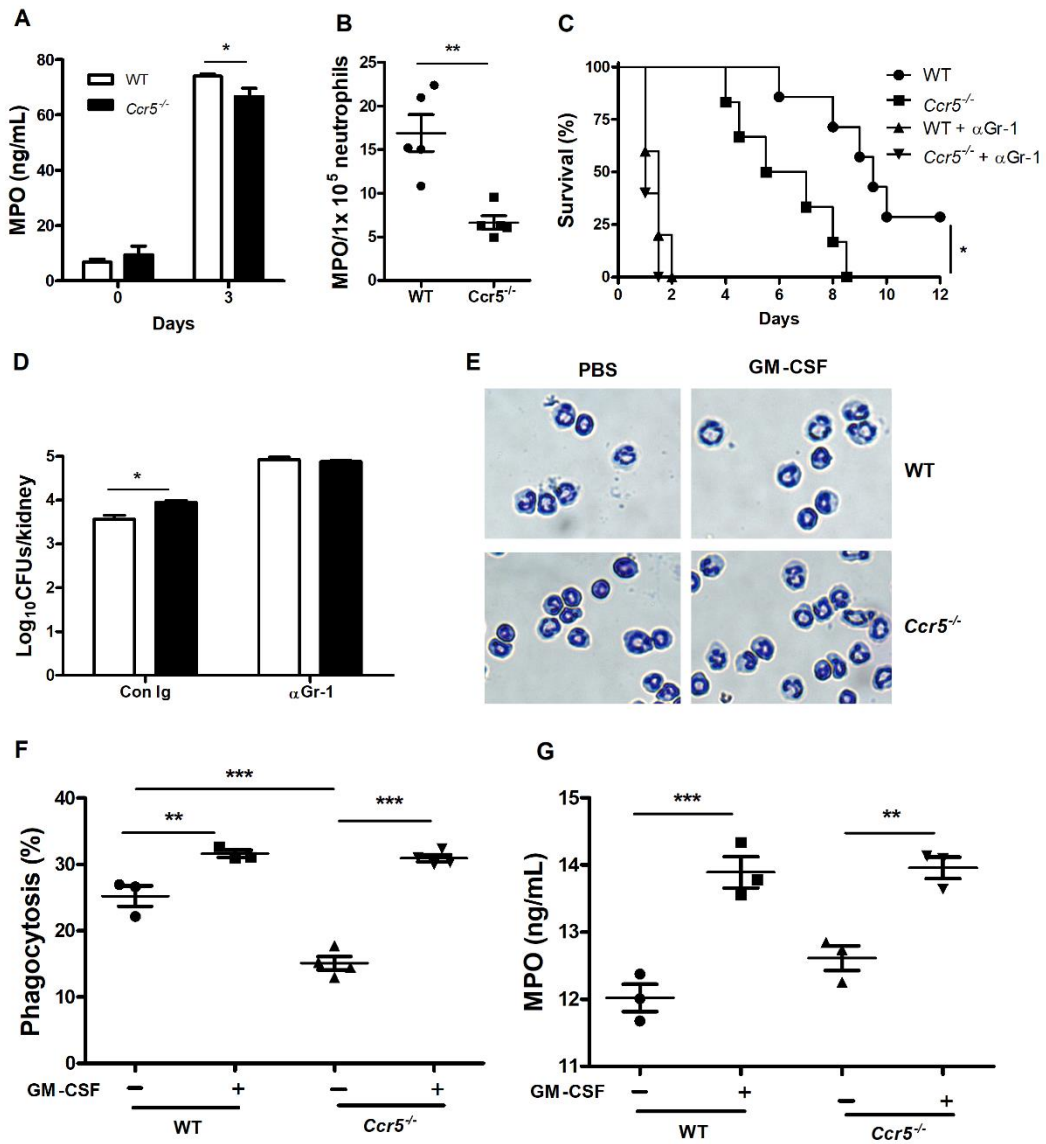 A
MPO (ng/mL)
80
60
40
20
0
WT
Ccr5-/-
*
0
3
Days
B
MPO/1x 10⁵ neutrophils
25
20
15
10
5
0
**
WT
Ccr5-/-
C
Survival (%)
100
75
50
25
0
0
2
4
6
8
10
12
Days
WT
Ccr5-/-
WT + αGr-1
Ccr5-/- + αGr-1
*
D
Log₁₀CFUs/kidney
5
4
3
2
1
0
*
Con Ig
αGr-1
E
PBS
GM-CSF
WT
Ccr5-/-
F
Phagocytosis (%)
40
30
20
10
0
***
**
***
GM-CSF
−
+
−
+
WT
Ccr5-/-
G
MPO (ng/mL)
15
14
13
12
11
***
**
GM-CSF
−
+
−
+
WT
Ccr5-/-